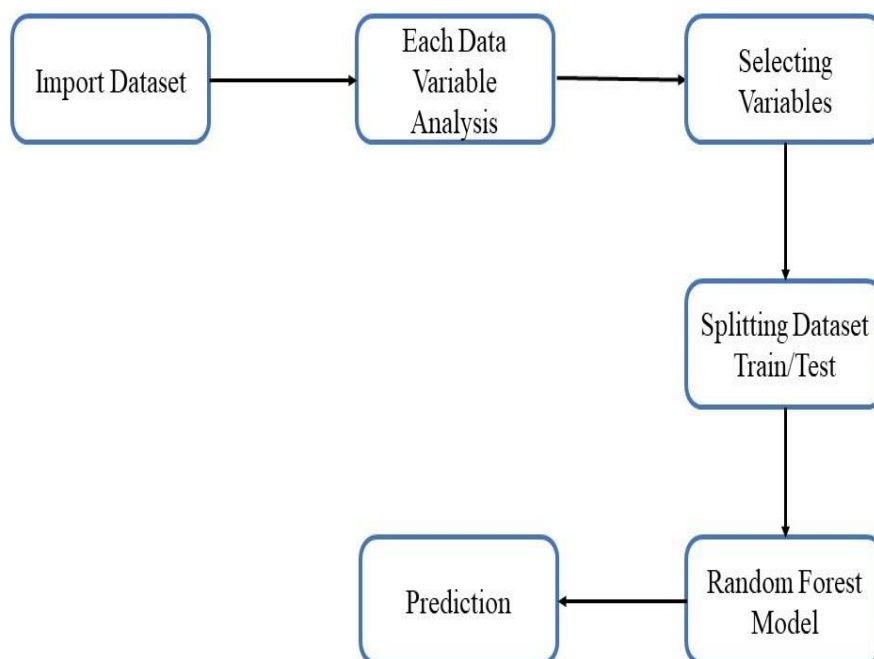 Import Dataset
Each Data
Variable
Analysis
Selecting
Variables
Splitting Dataset
Train/Test
Random Forest
Model
Prediction